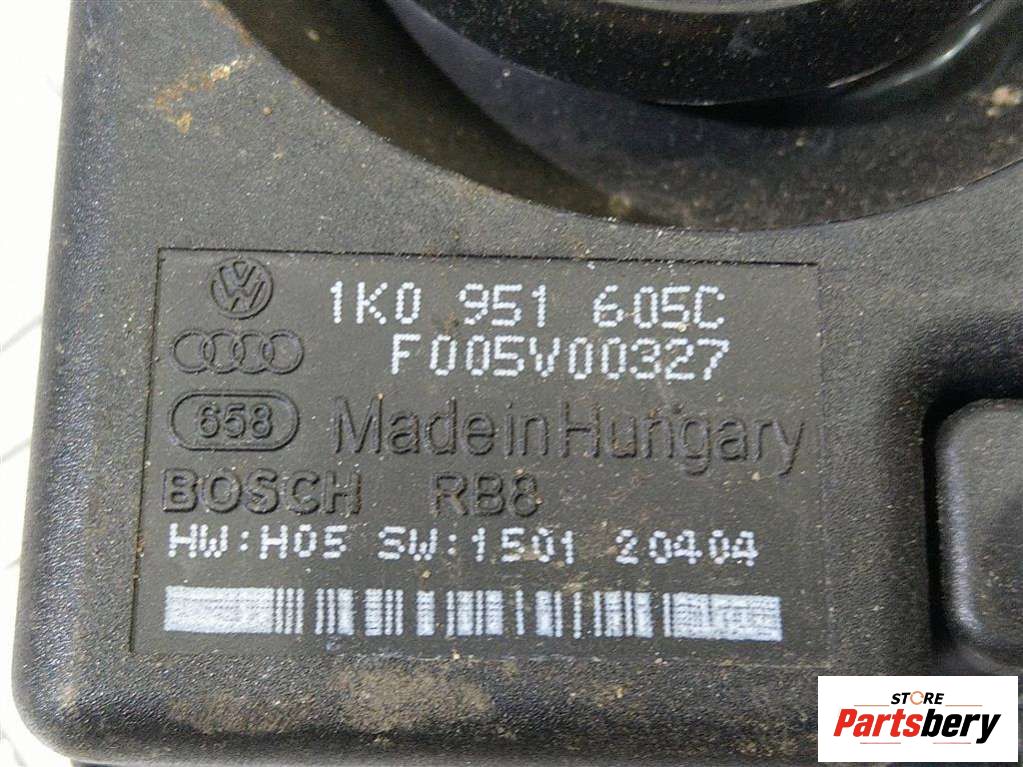 1K0 951 605C
F005V00327
658 Made in Hungary
BOSCH RB8
HW:H05 SW:1501 20404
STORE
Partsbery